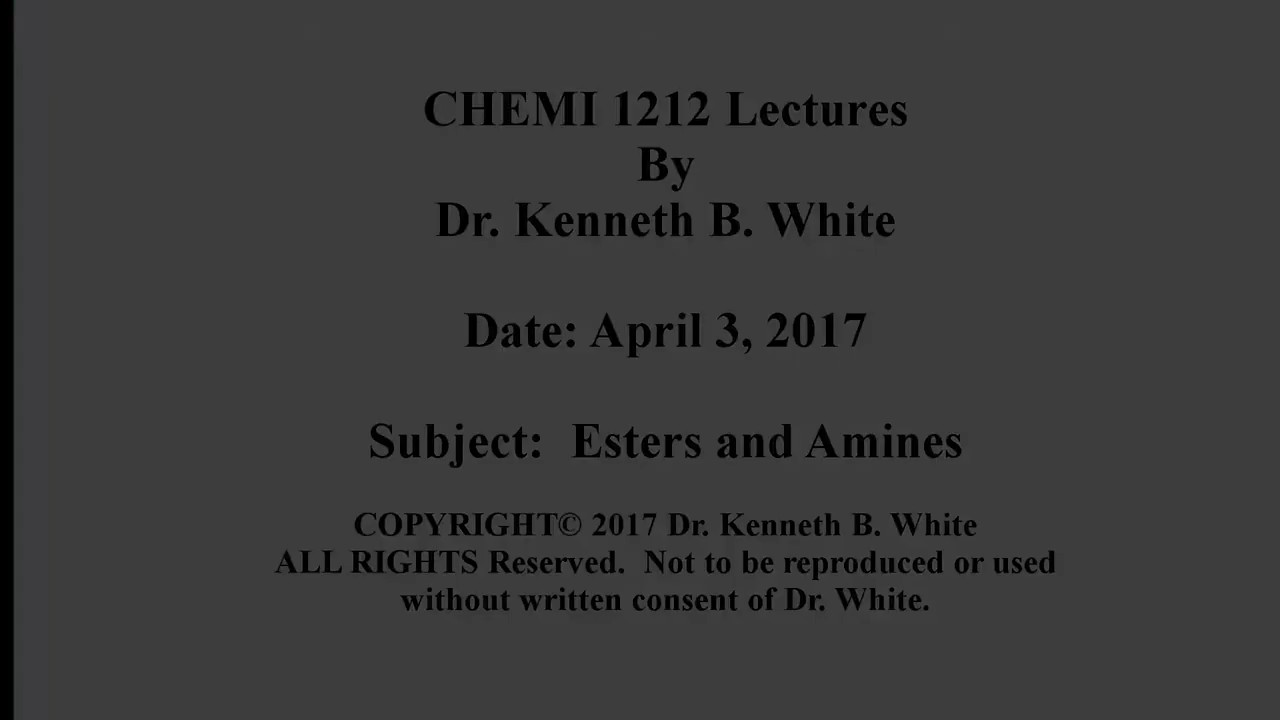 CHEMI 1212 Lectures
By
Dr. Kenneth B. White
Date: April 3, 2017
Subject:  Esters and Amines
COPYRIGHT© 2017 Dr. Kenneth B. White
ALL RIGHTS Reserved.  Not to be reproduced or used
without written consent of Dr. White.